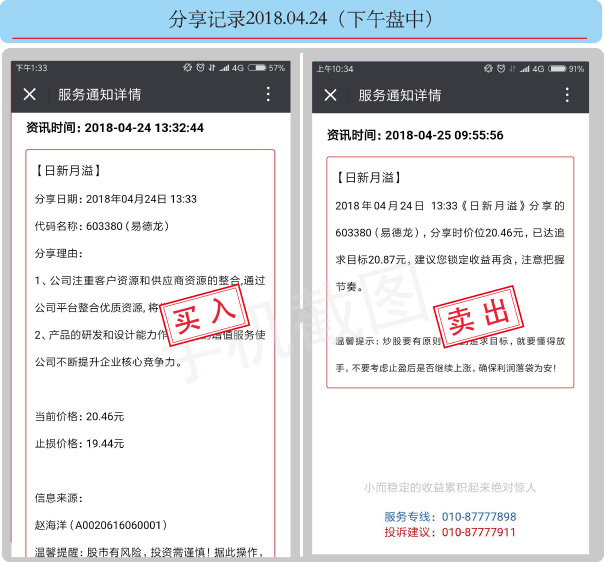 分享记录2018.04.24（下午盘中）
下午1:33
4G
57%
服务通知详情
资讯时间：2018-04-24 13:32:44
【日新月溢】
分享日期：2018年04月24日 13:33
代码名称：603380（易德龙）
分享理由：
1、公司注重客户资源和供应商资源的整合,通过
公司平台整合优质资源,将
2、产品的研发和设计能力作 增值服务使
公司不断提升企业核心竞争力。
买入
当前价格：20.46元
止损价格：19.44元
信息来源：
赵海洋（A0020616060001）
温馨提醒：股市有风险，投资需谨慎！据此操作,
上午10:34
4G
91%
服务通知详情
资讯时间：2018-04-25 09:55:56
【日新月溢】
2018年04月24日 13:33《日新月溢》分享的
603380（易德龙），分享时价位20.46元，已达追
求目标20.87元，建议您锁定收益再贪，注意把握
节奏。
卖出
温馨提示：炒股要有原则 的追求目标，就要懂得放
手，不要考虑止盈后是否继续上涨，确保利润落袋为安！
小而稳定的收益累积起来绝对惊人
服务专线：010-87777898
投诉建议：010-87777911
手机截图